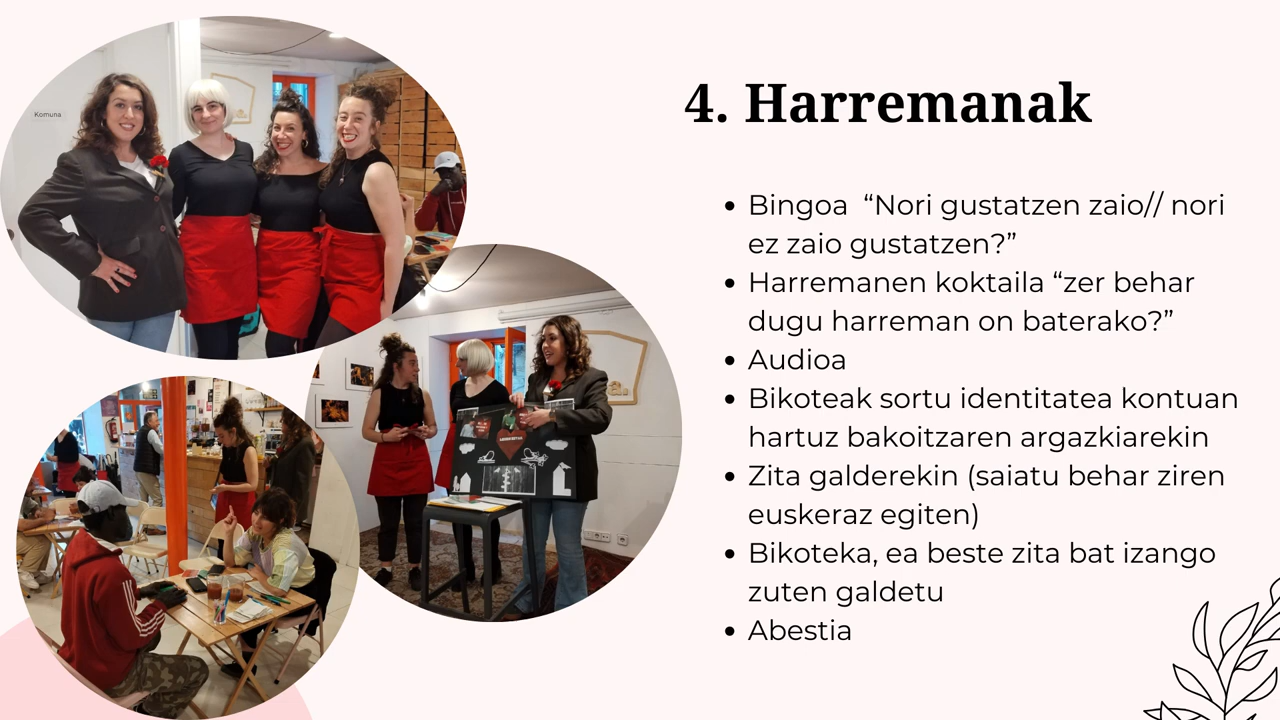 4. Harremanak
Komuna
• Bingoa “Nori gustatzen zaio// nori
ez zaio gustatzen?”
• Harremanen koktaila “zer behar
dugu harreman on baterako?”
• Audioa
• Bikoteak sortu identitatea kontuan
hartuz bakoitzaren argazkiarekin
• Zita galderekin (saiatu behar ziren
euskeraz egiten)
• Bikoteka, ea beste zita bat izango
zuten galdetu
• Abestia